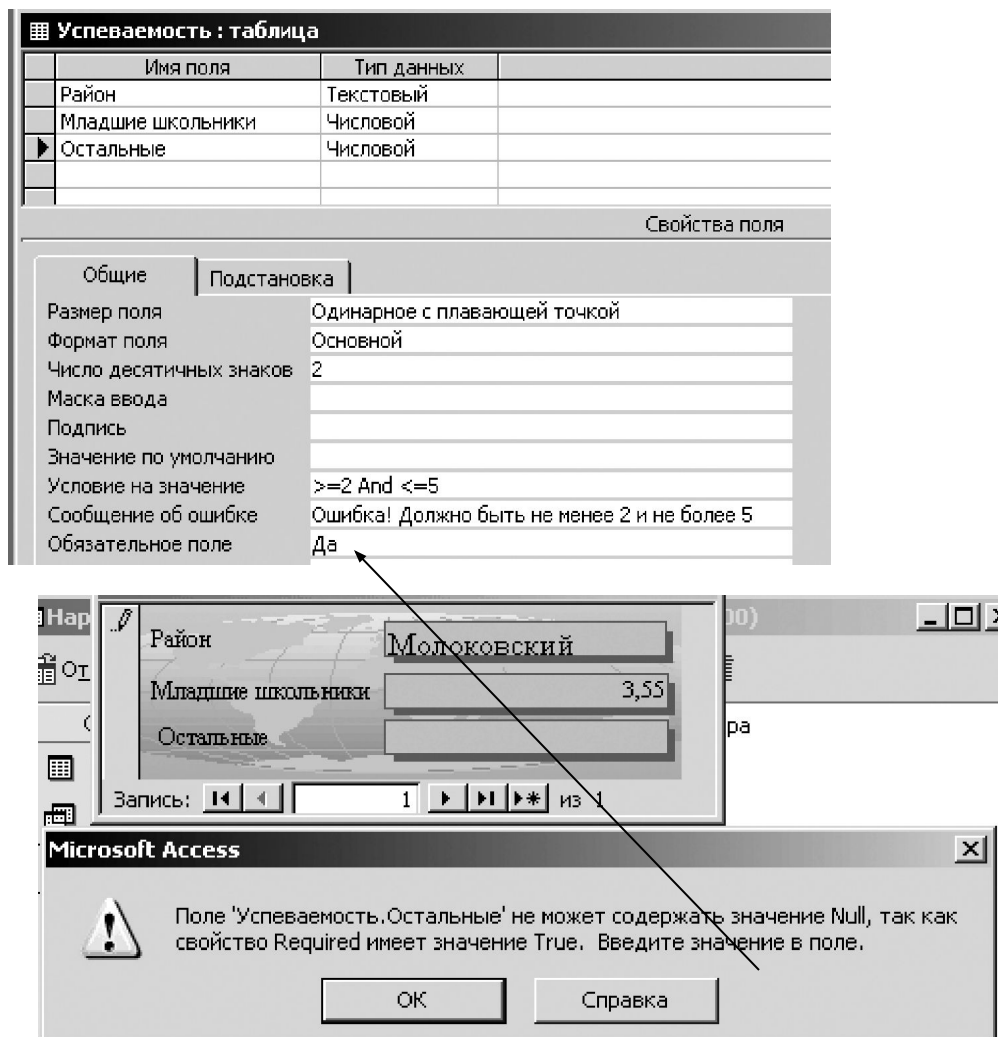 Успеваемость : таблица
Имя поля Тип данных
Район Текстовый
Младшие школьники Числовой
Остальные Числовой
Свойства поля
Общие Подстановка
Размер поля Одинарное с плавающей точкой
Формат поля Основной
Число десятичных знаков 2
Маска ввода
Подпись
Значение по умолчанию
Условие на значение >=2 And <=5
Сообщение об ошибке Ошибка! Должно быть не менее 2 и не более 5
Обязательное поле Да
Нар 00)
От
Район Молоковский
Младшие школьники 3,55
ра
Остальные
Запись: 1 из 1
Microsoft Access
Поле 'Успеваемость.Остальные' не может содержать значение Null, так как
свойство Required имеет значение True. Введите значение в поле.
ОК Справка